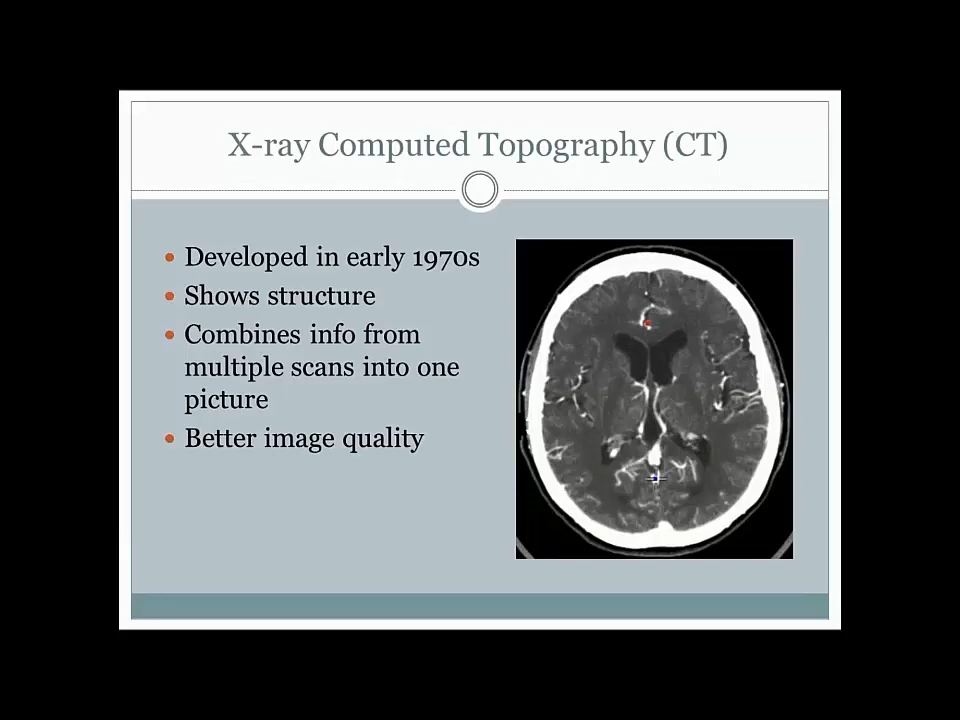 X-ray Computed Topography (CT)
Developed in early 1970s
Shows structure
Combines info from
multiple scans into one
picture
Better image quality